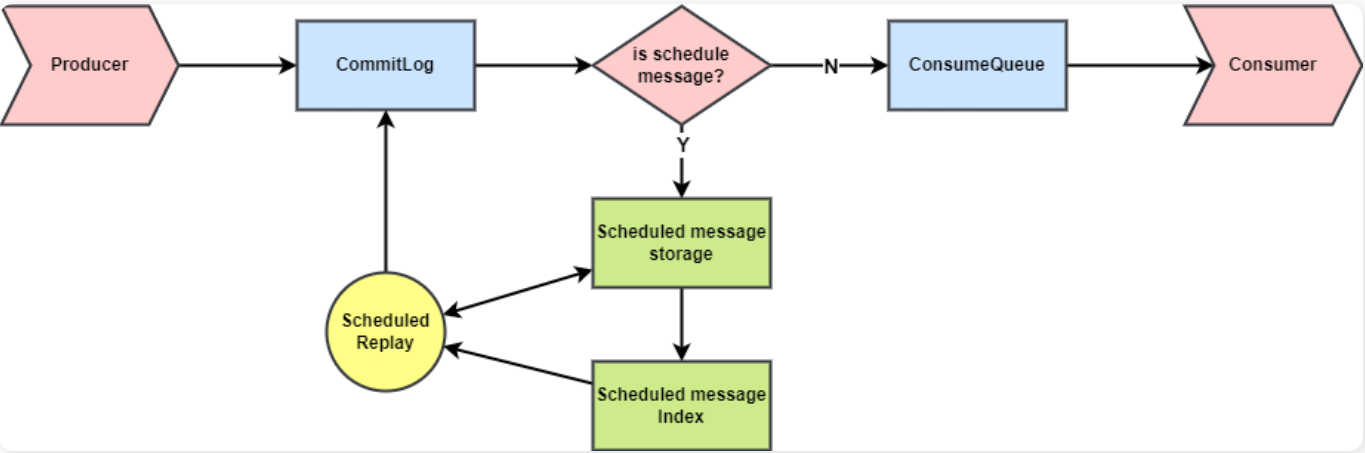 Producer
CommitLog
is schedule
message?
N
ConsumeQueue
Consumer
Y
Scheduled message
storage
Scheduled
Replay
Scheduled message
Index